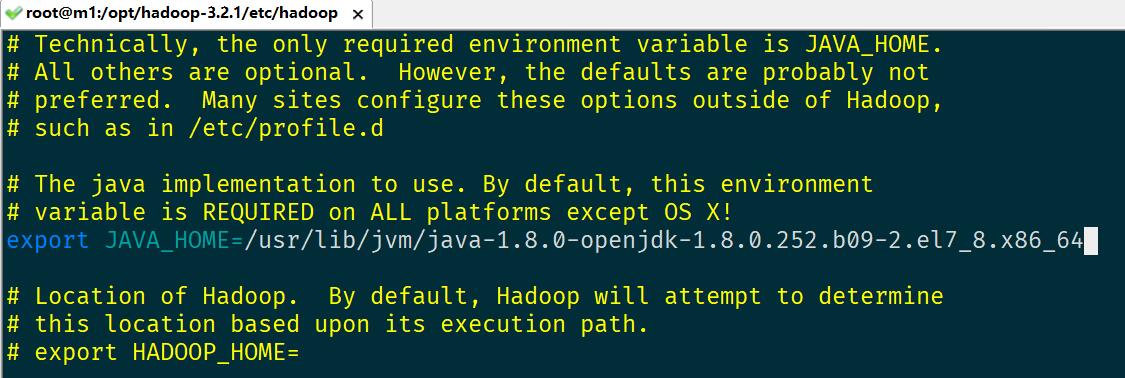 root@m1:/opt/hadoop-3.2.1/etc/hadoop ×
# Technically, the only required environment variable is JAVA_HOME.
# All others are optional.  However, the defaults are probably not
# preferred.  Many sites configure these options outside of Hadoop,
# such as in /etc/profile.d
# The java implementation to use. By default, this environment
# variable is REQUIRED on ALL platforms except OS X!
export JAVA_HOME=/usr/lib/jvm/java-1.8.0-openjdk-1.8.0.252.b09-2.el7_8.x86_64
# Location of Hadoop.  By default, Hadoop will attempt to determine
# this location based upon its execution path.
# export HADOOP_HOME=